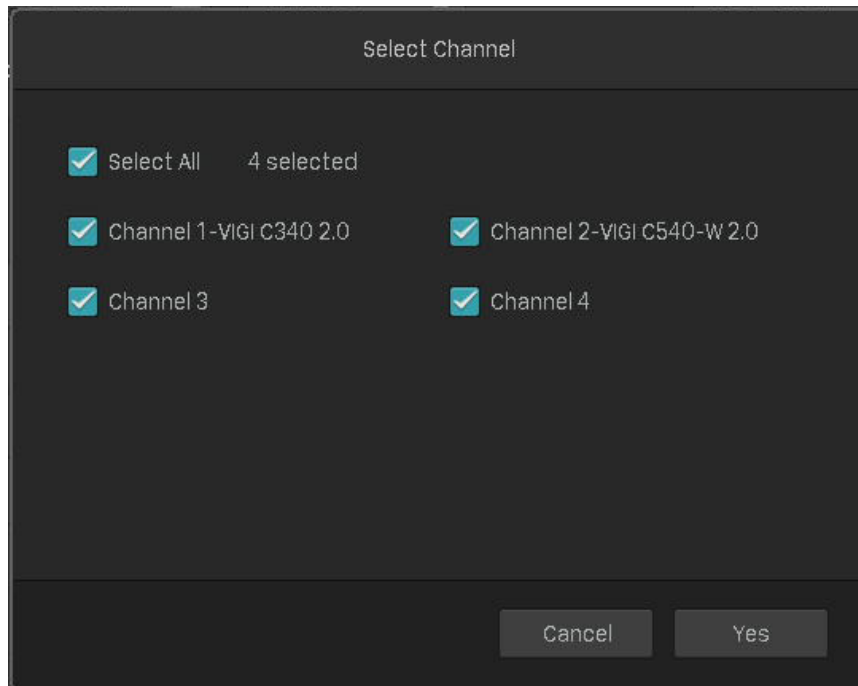 Select Channel
Select All 4 selected
Channel 1-VIGI C340 2.0 Channel 2-VIGI C540-W 2.0
Channel 3 Channel 4
Cancel Yes